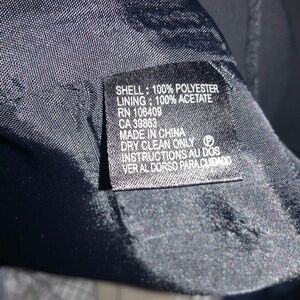 SHELL : 100% POLYESTER
LINING : 100% ACETATE
RN 106409
CA 39863
MADE IN CHINA
DRY CLEAN ONLY Ⓟ
INSTRUCTIONS AU DOS
VER AL DORSO PARA CUIDADO